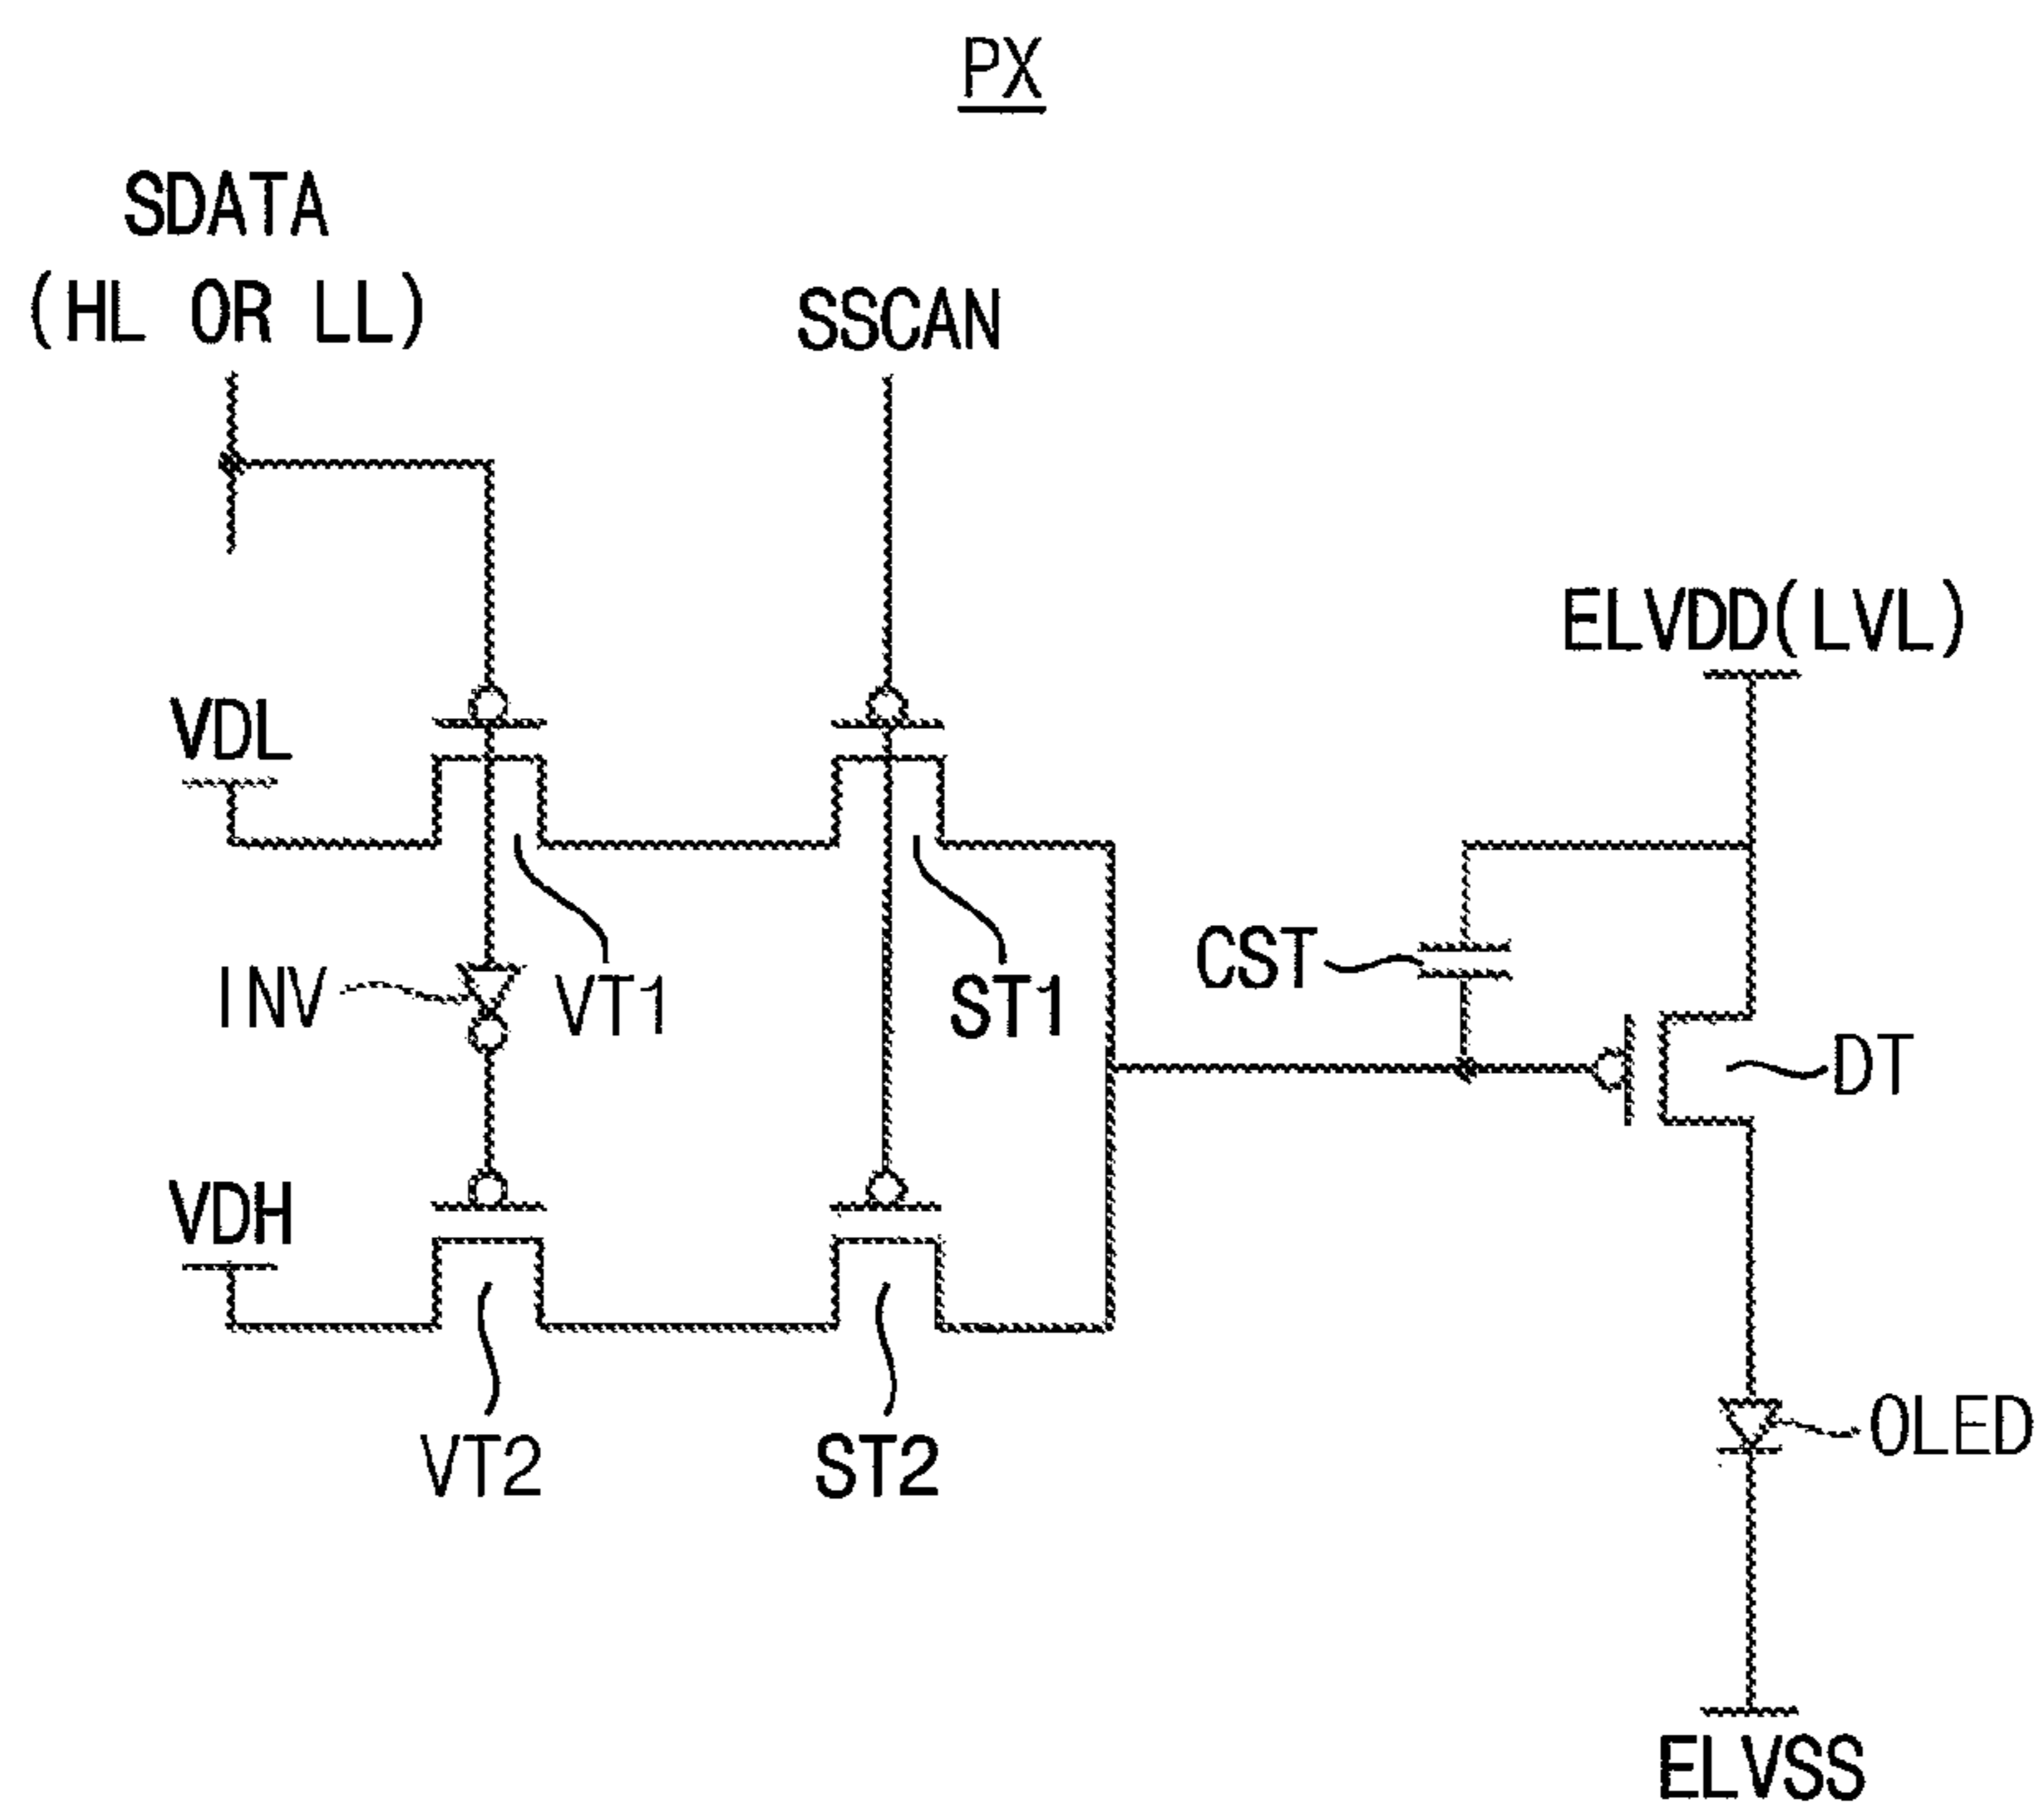 PX
SDATA
(HL OR LL)
SSCAN
ELVDD(LVL)
VDL
CST
INV
VT1
ST1
DT
VDH
OLED
VT2
ST2
ELVSS